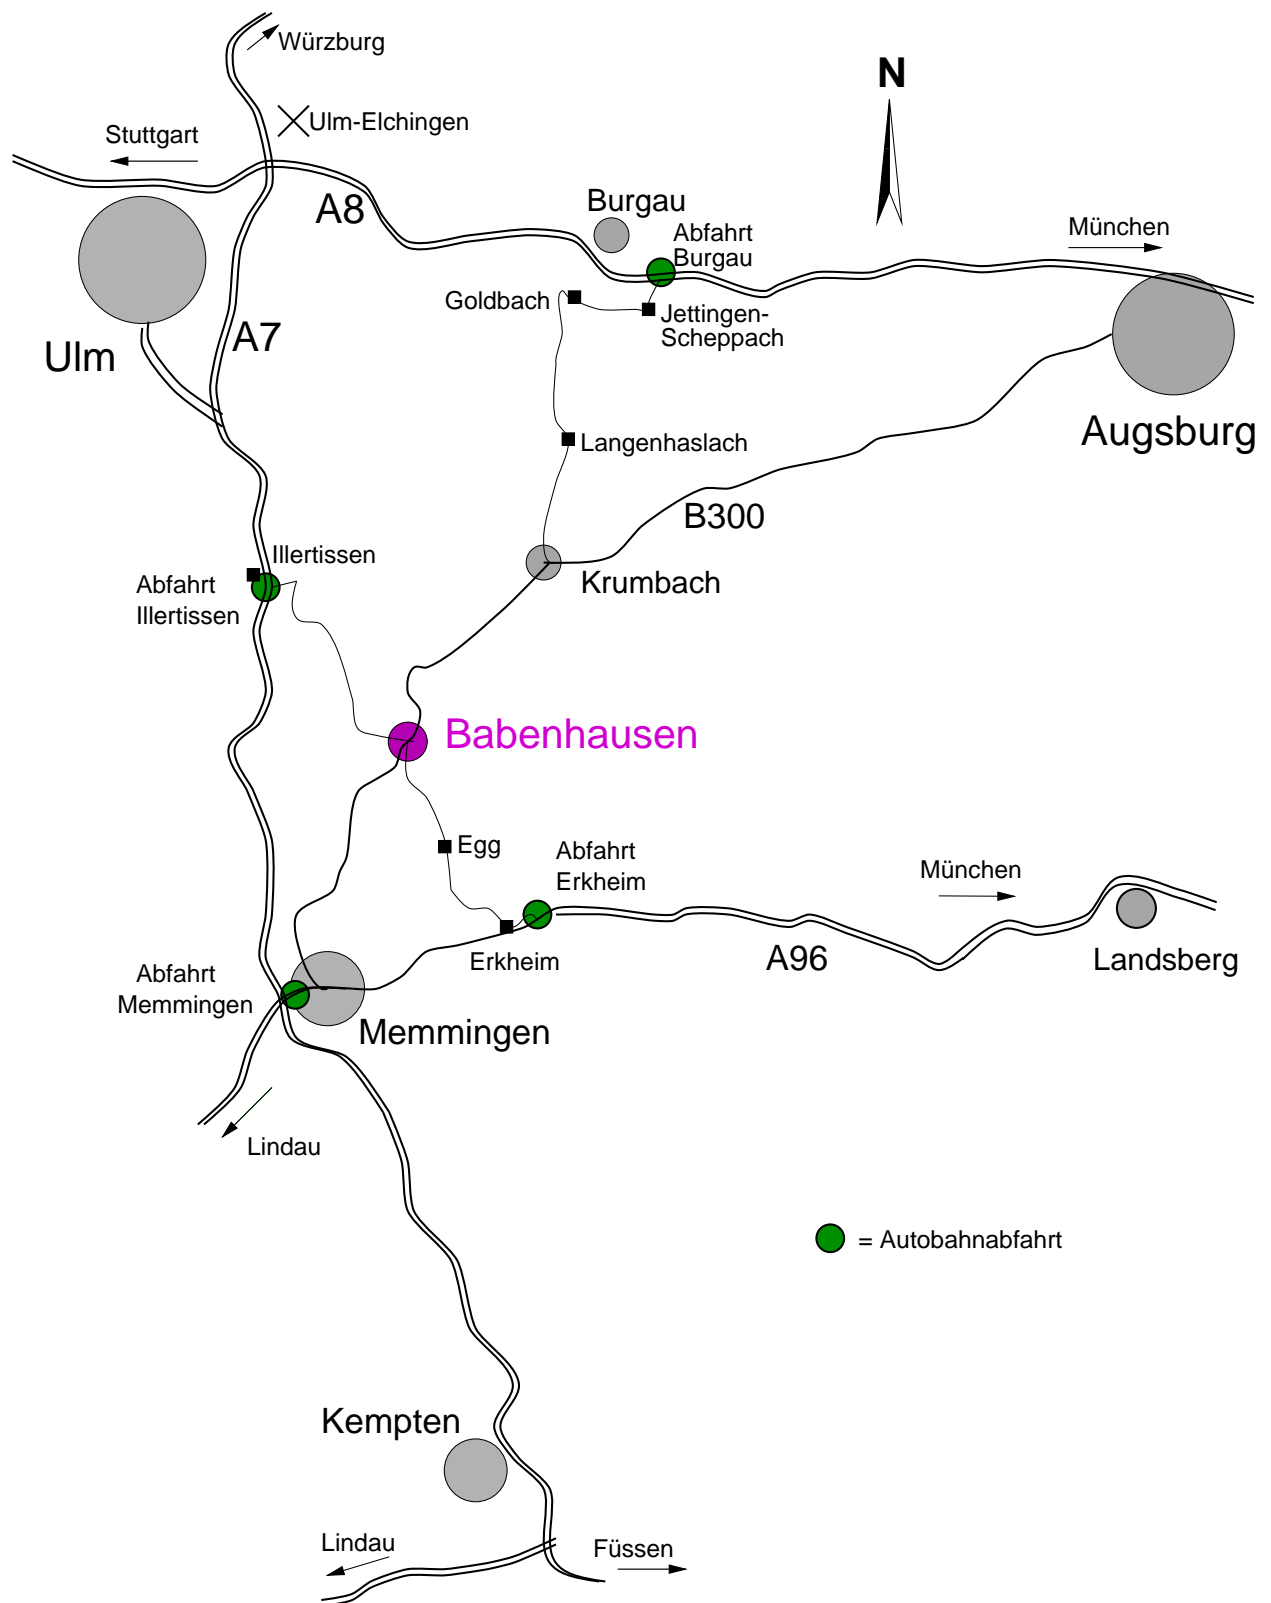 Würzburg
N
Ulm-Elchingen
Stuttgart
Burgau
A8
Abfahrt
Burgau
München
Goldbach
Jettingen-
Scheppach
A7
Ulm
Augsburg
Langenhaslach
B300
Illertissen
Krumbach
Abfahrt
Illertissen
Babenhausen
Egg
Abfahrt
Erkheim
München
A96
Erkheim
Landsberg
Abfahrt
Memmingen
Memmingen
Lindau
= Autobahnabfahrt
Kempten
Lindau
Füssen